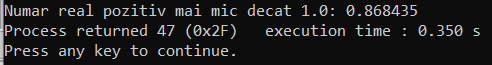 Numar real pozitiv mai mic decat 1.0: 0.868435
Process returned 47 (0x2F)   execution time : 0.350 s
Press any key to continue.